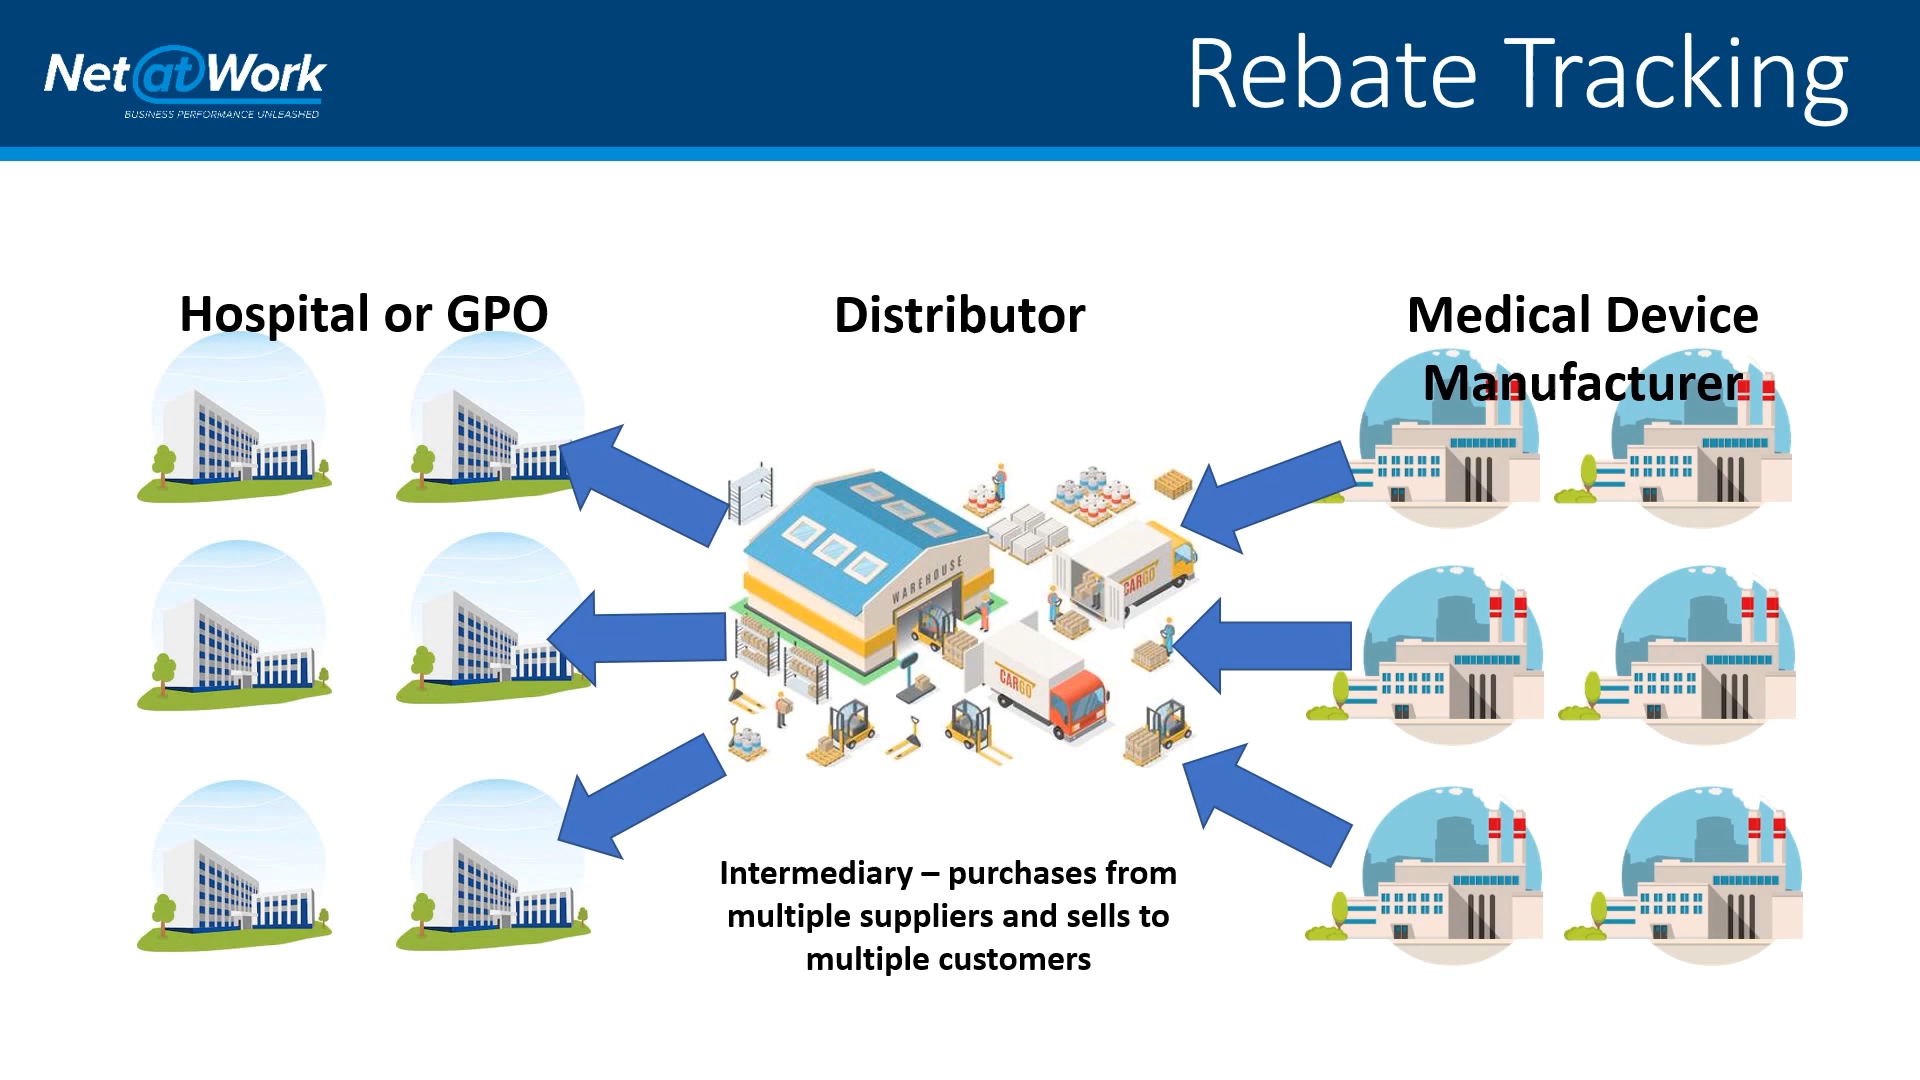 Net at Work
BUSINESS PERFORMANCE UNLEASHED
Rebate Tracking
Hospital or GPO
Distributor
Medical Device
Manufacturer
WAREHOUSE
CARGO
CARGO
Intermediary – purchases from
multiple suppliers and sells to
multiple customers